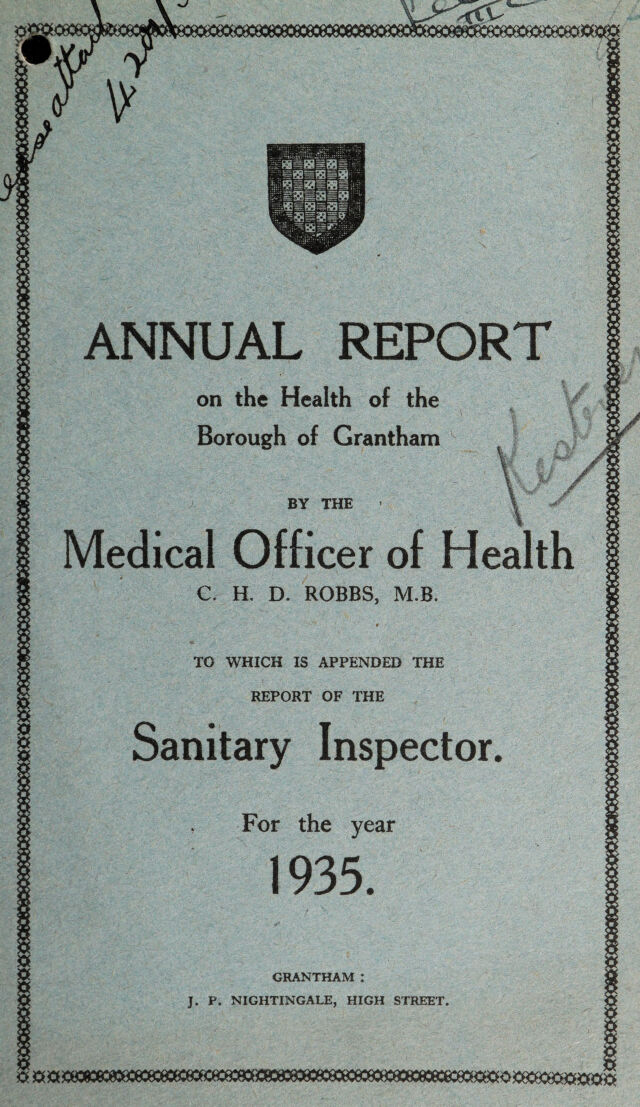 ANNUAL REPORT
on the Health of the
Borough of Grantham
BY THE
Medical Officer of Health
C. H. D. ROBBS, M.B.
TO WHICH IS APPENDED THE
REPORT OF THE
Sanitary Inspector.
For the year
1935.
GRANTHAM :
J. P. NIGHTINGALE, HIGH STREET.